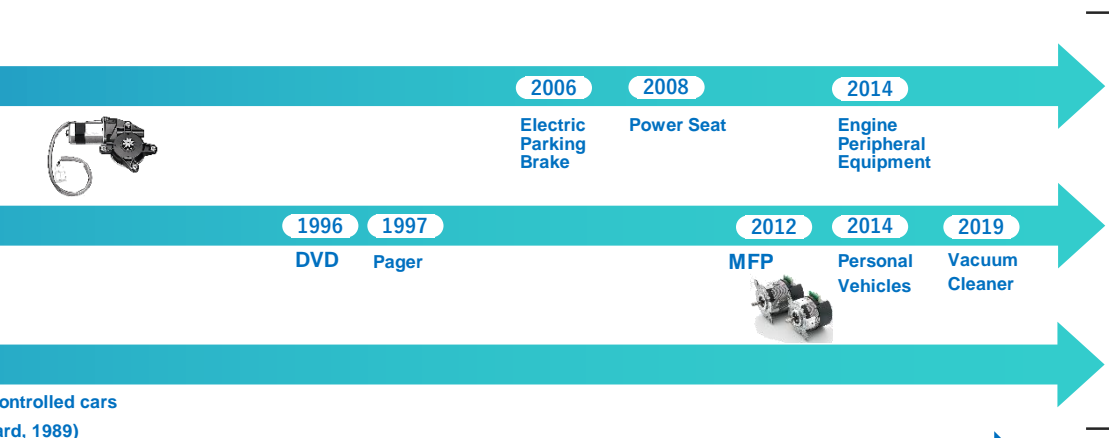 2006
2008
2014
Electric
Parking
Brake
Power Seat
Engine
Peripheral
Equipment
1996
1997
2012
2014
2019
DVD
Pager
MFP
Personal
Vehicles
Vacuum
Cleaner
ontrolled cars
ard, 1989)